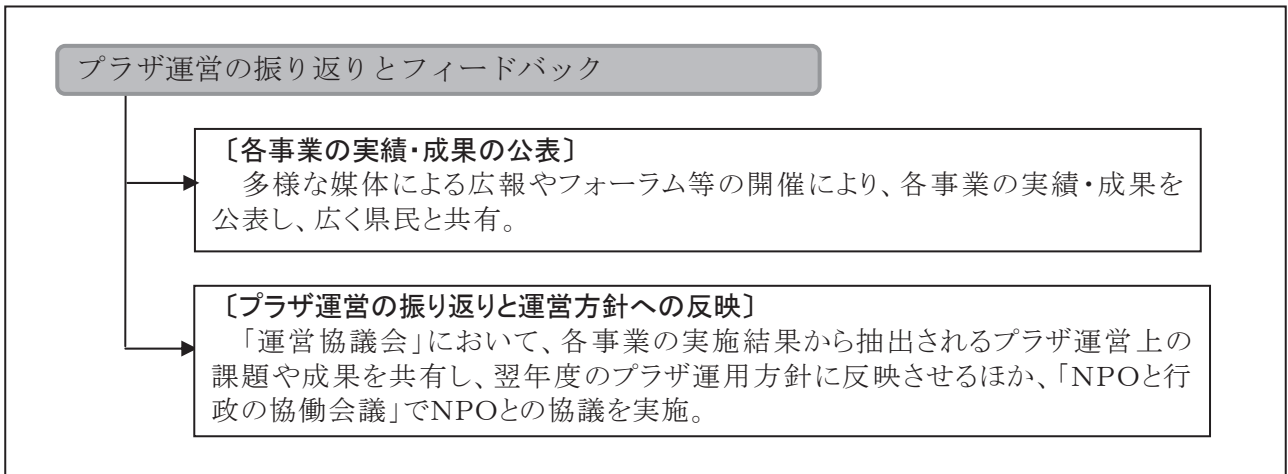 プラザ運営の振り返りとフィードバック
〔各事業の実績・成果の公表〕
多様な媒体による広報やフォーラム等の開催により、各事業の実績・成果を
公表し、広く県民と共有。
〔プラザ運営の振り返りと運営方針への反映〕
「運営協議会」において、各事業の実施結果から抽出されるプラザ運営上の
課題や成果を共有し、翌年度のプラザ運用方針に反映させるほか、「NPOと行
政の協働会議」でNPOとの協議を実施。